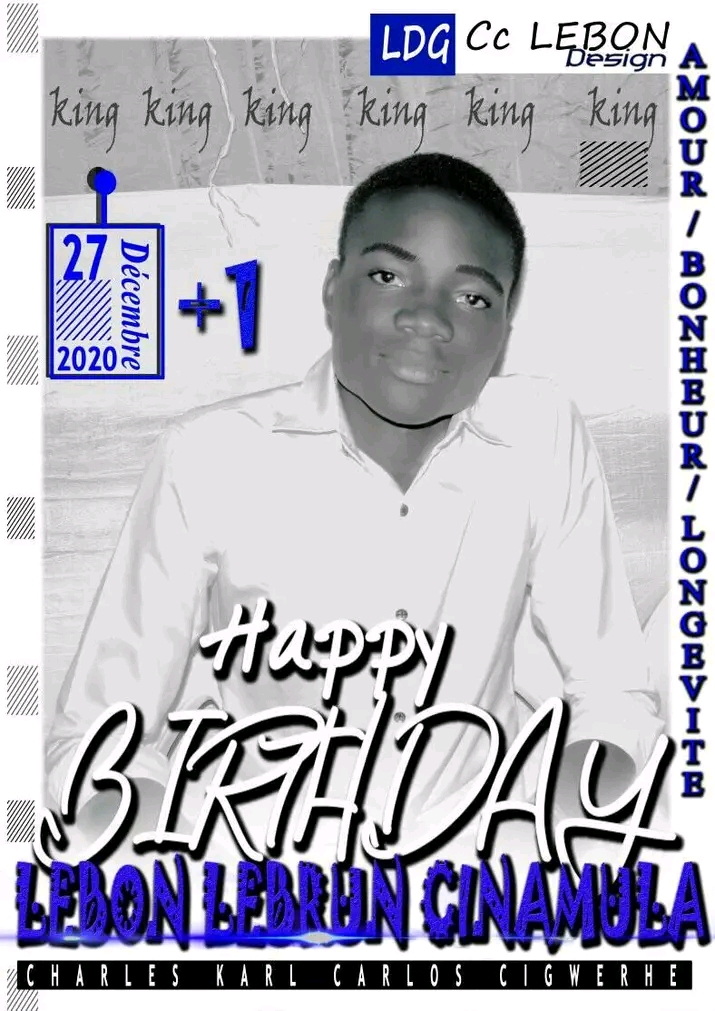 LDG Cc LEBON
Design
king king king king king king
27
Décembre
2020
+1
AMOUR / BONHEUR / LONGEVITE
Happy
BIRTHDAY
LEBON LEBRUN CINAMULA
CHARLES KARL CARLOS CIGWERHE